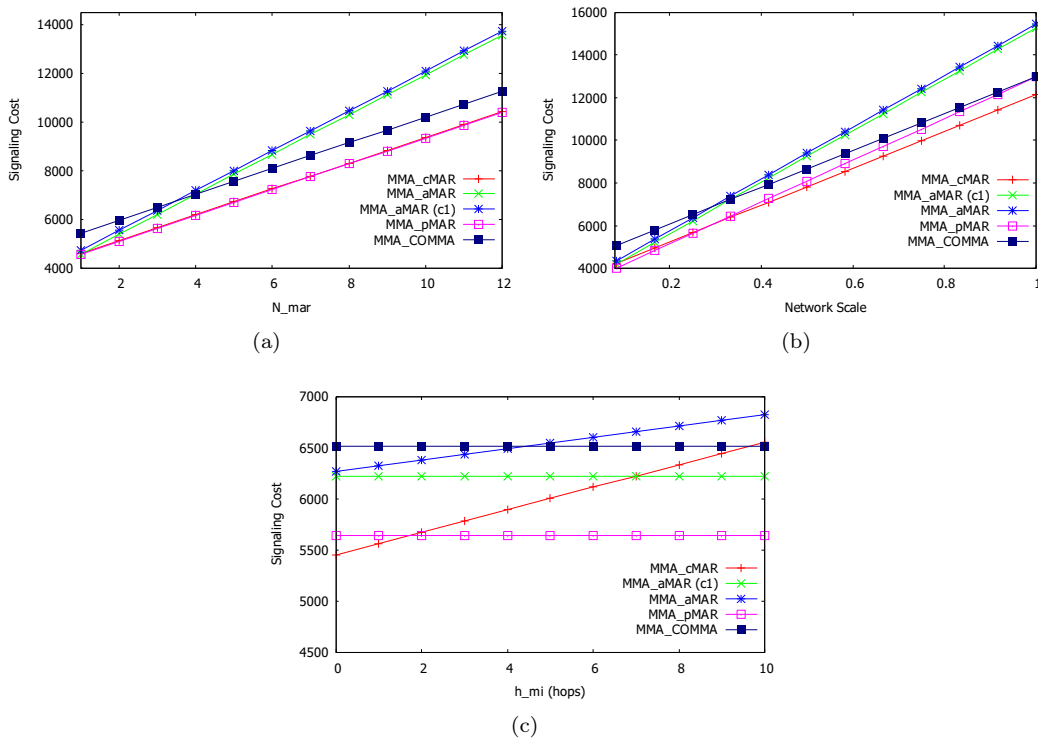 14000
12000
10000
8000
6000
4000
Signaling Cost
2
4
6
8
10
12
N_mar
MMA_cMAR
MMA_aMAR
MMA_aMAR (c1)
MMA_pMAR
MMA_COMMA
(a)
16000
14000
12000
10000
8000
6000
4000
Signaling Cost
0.2
0.4
0.6
0.8
1
Network Scale
MMA_cMAR
MMA_aMAR (c1)
MMA_aMAR
MMA_pMAR
MMA_COMMA
(b)
7000
6500
6000
5500
5000
4500
Signaling Cost
0
2
4
6
8
10
h_mi (hops)
MMA_cMAR
MMA_aMAR (c1)
MMA_aMAR
MMA_pMAR
MMA_COMMA
(c)